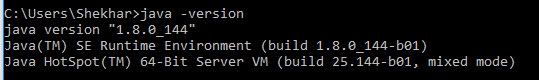 C:\Users\Shekhar>java -version
java version "1.8.0_144"
Java(TM) SE Runtime Environment (build 1.8.0_144-b01)
Java HotSpot(TM) 64-Bit Server VM (build 25.144-b01, mixed mode)